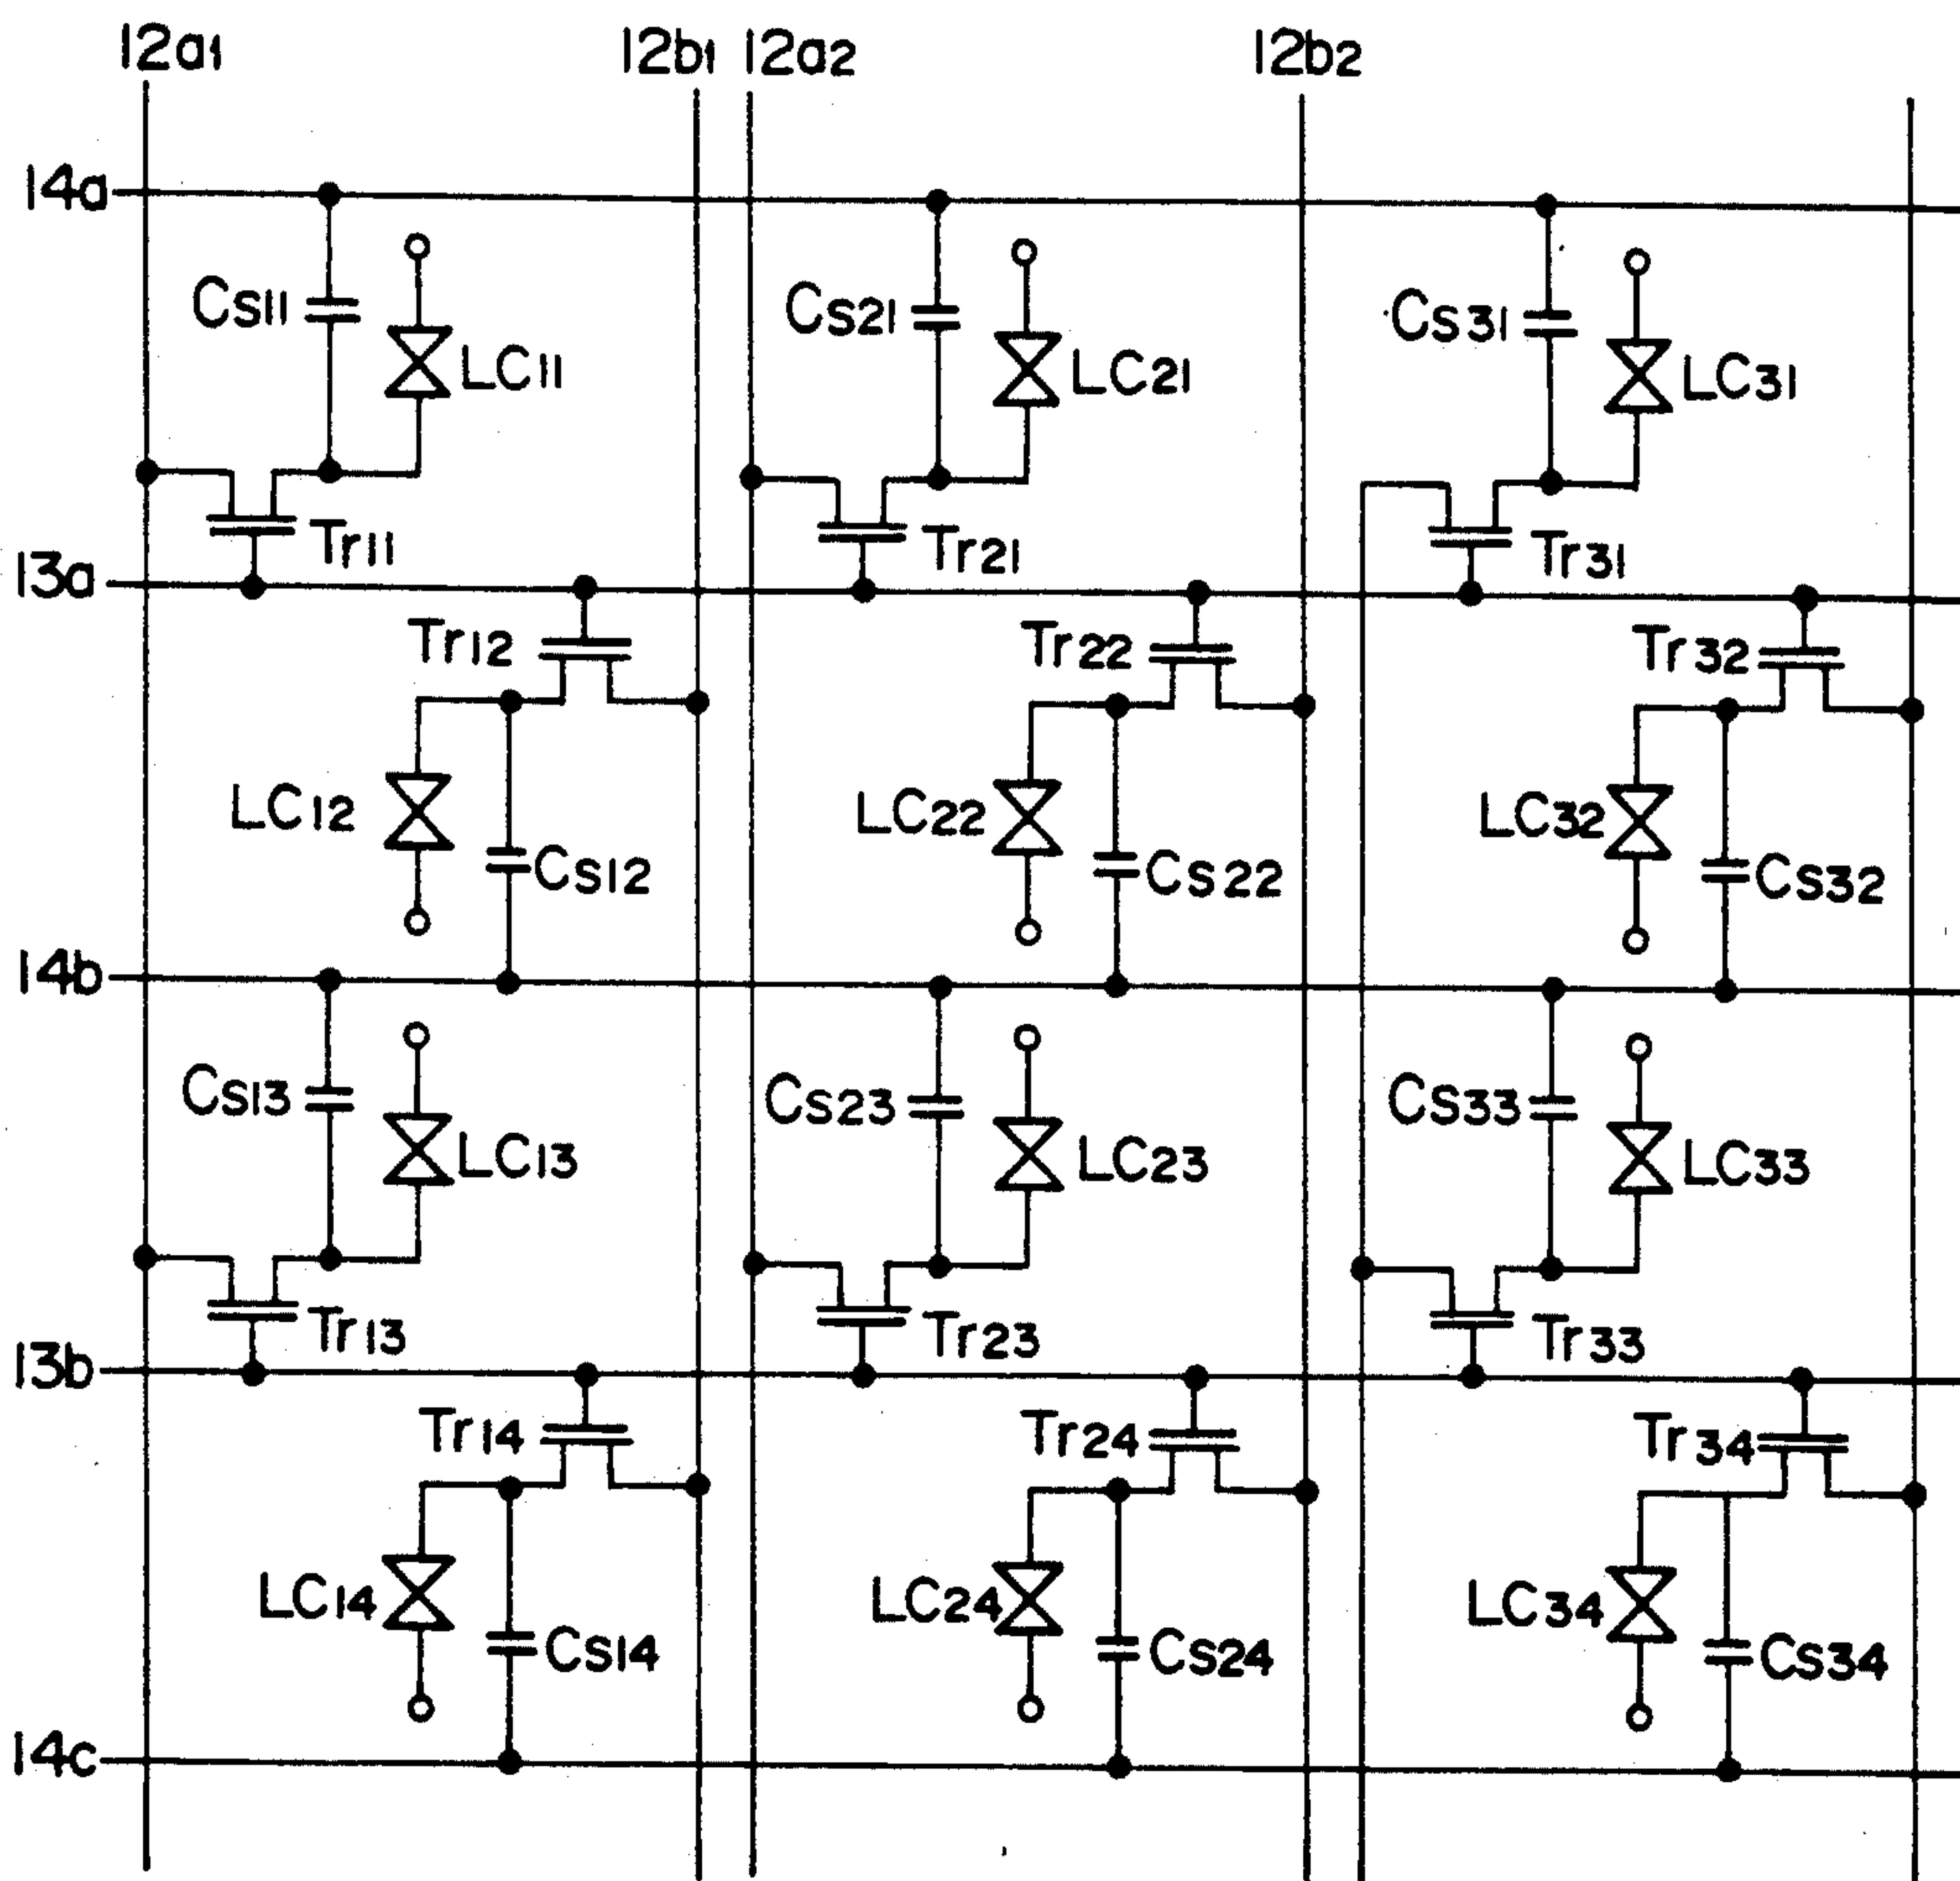 12a1 12b1 12a2 12b2
14a
Cs11 Cs21 Cs31
LC11 LC21 LC31
Tr11 Tr21 Tr31
13a
Tr12 Tr22 Tr32
LC12 LC22 LC32
Cs12 Cs22 Cs32
14b
Cs13 Cs23 Cs33
LC13 LC23 LC33
Tr13 Tr23 Tr33
13b
Tr14 Tr24 Tr34
LC14 LC24 LC34
Cs14 Cs24 Cs34
14c